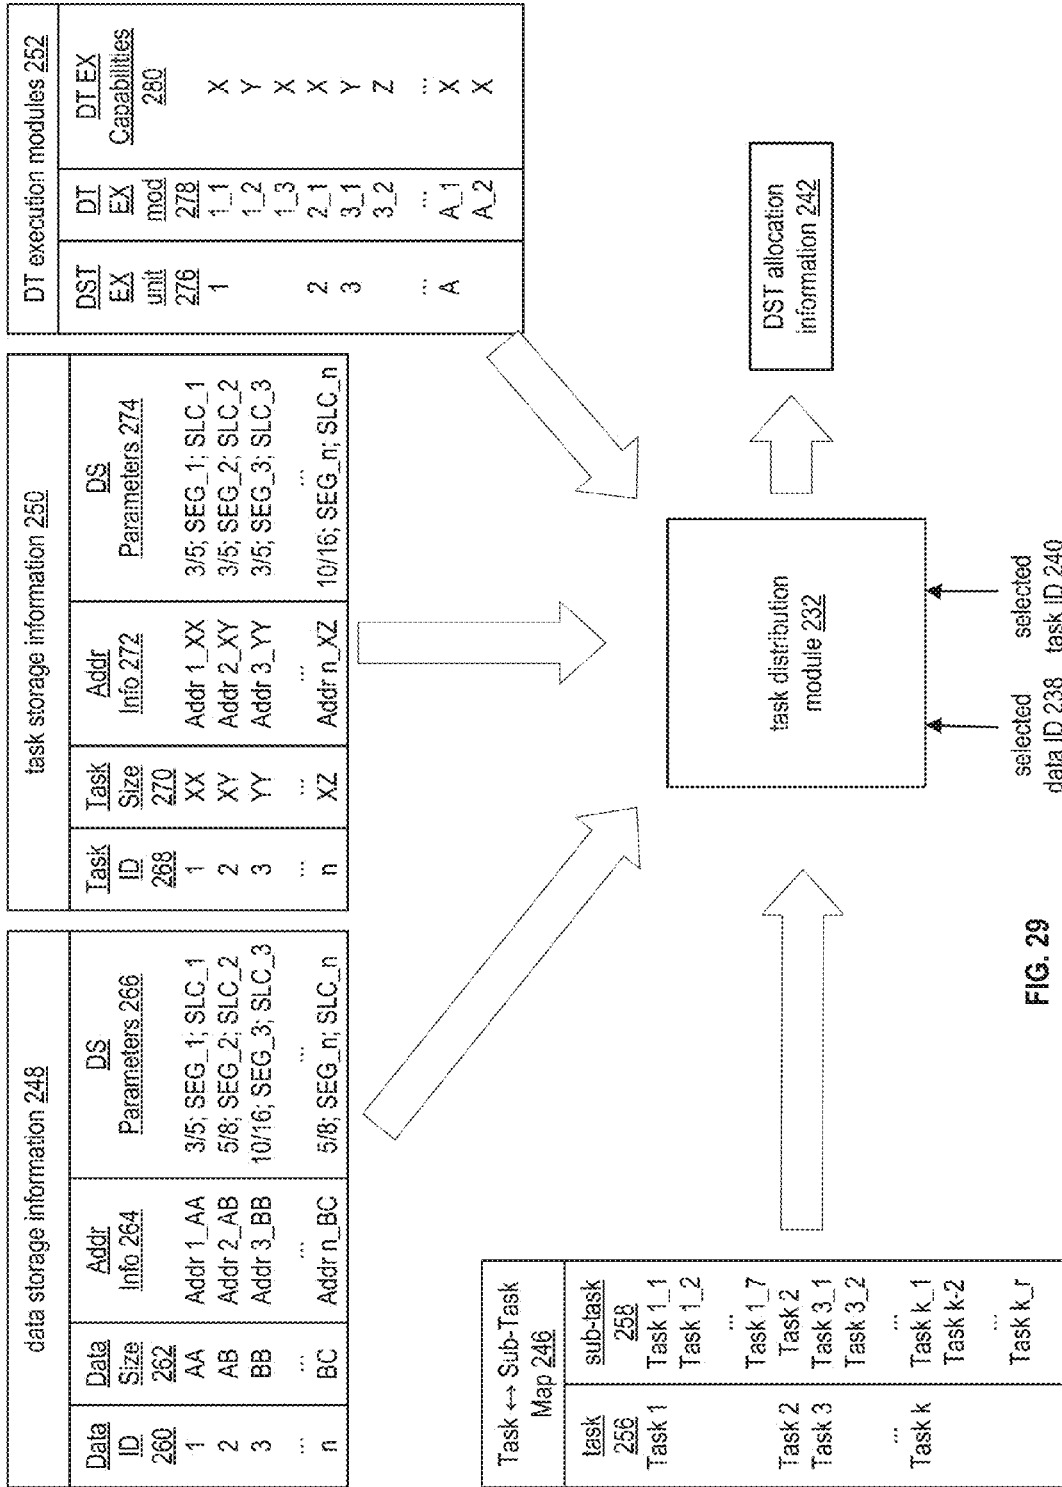 data storage information 248
Data ID 260 Data Size 262 Addr Info 264 DS Parameters 266
1 AA Addr 1_AA 3/5; SEG_1; SLC_1
2 AB Addr 2_AB 5/8; SEG_2; SLC_2
3 BB Addr 3_BB 10/16; SEG_3; SLC_3
... ... ... ...
n BC Addr n_BC 5/8; SEG_n; SLC_n
task storage information 250
Task ID 268 Task Size 270 Addr Info 272 DS Parameters 274
1 XX Addr 1_XX 3/5; SEG_1; SLC_1
2 XY Addr 2_XY 3/5; SEG_2; SLC_2
3 YY Addr 3_YY 3/5; SEG_3; SLC_3
... ... ... ...
n XZ Addr n_XZ 10/16; SEG_n; SLC_n
DT execution modules 252
DST EX unit 276 DT EX mod 278 DT EX Capabilities 280
1 1_1 X
1_2 Y
1_3 X
2 2_1 X
3 3_1 Y
3_2 Z
... ... ...
A A_1 X
A_2 X
Task ↔ Sub-Task
Map 246
task 256 sub-task 258
Task 1 Task 1_1
Task 1_2
...
Task 1_7
Task 2 Task 2
Task 3 Task 3_1
Task 3_2
... ...
Task k Task k_1
Task k-2
...
Task k_r
task distribution
module 232
DST allocation
information 242
selected
data ID 238
selected
task ID 240
FIG. 29